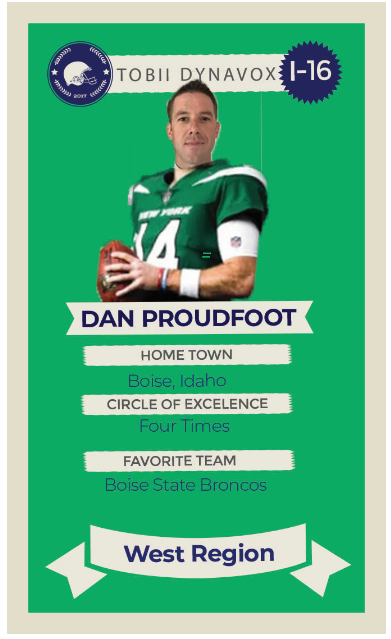 TOBII DYNAVOX
I-16
2017
NEW YORK
14
DAN PROUDFOOT
HOME TOWN
Boise, Idaho
CIRCLE OF EXCELENCE
Four Times
FAVORITE TEAM
Boise State Broncos
West Region